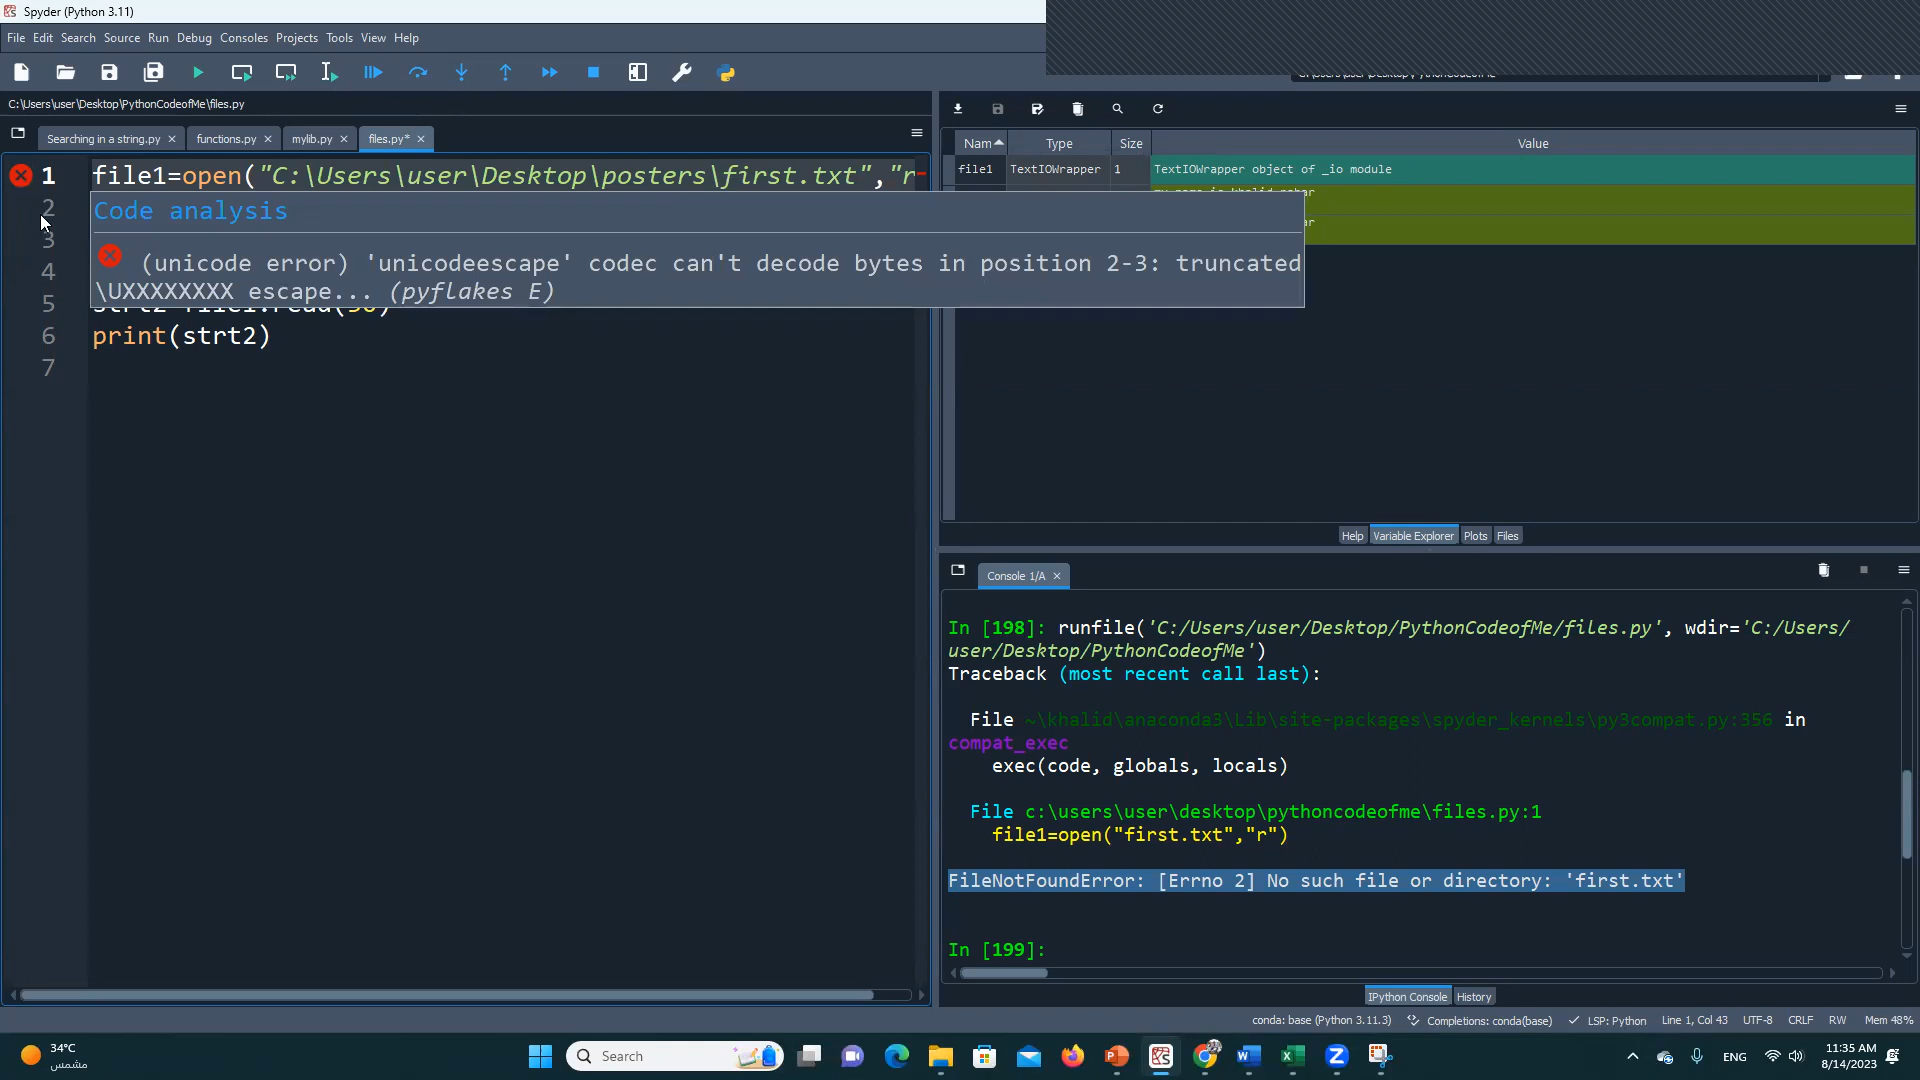 Spyder (Python 3.11)
File Edit Search Source Run Debug Consoles Projects Tools View Help
C:\Users\user\Desktop\PythonCodeofMe\files.py
Searching in a string.py functions.py mylib.py files.py*
1 file1=open("C:\Users\user\Desktop\posters\first.txt","r
2
Code analysis
3
(unicode error) 'unicodeescape' codec can't decode bytes in position 2-3: truncated
4
\UXXXXXXXX escape... (pyflakes E)
5
6 print(strt2)
7
Nam Type Size Value
file1 TextIOWrapper 1 TextIOWrapper object of _io module
Help Variable Explorer Plots Files
Console 1/A
In [198]: runfile('C:/Users/user/Desktop/PythonCodeofMe/files.py', wdir='C:/Users/
user/Desktop/PythonCodeofMe')
Traceback (most recent call last):
File ~\khalid\anaconda3\Lib\site-packages\spyder_kernels\py3compat.py:356 in
compat_exec
exec(code, globals, locals)
File c:\users\user\desktop\pythoncodeofme\files.py:1
file1=open("first.txt","r")
FileNotFoundError: [Errno 2] No such file or directory: 'first.txt'
In [199]:
IPython Console History
conda: base (Python 3.11.3) Completions: conda(base) LSP: Python Line 1, Col 43 UTF-8 CRLF RW Mem 48%
34°C
مشمس
Search
ENG
11:35 AM
8/14/2023